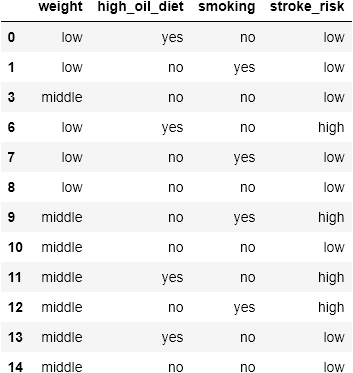 weight high_oil_diet smoking stroke_risk
0 low yes no low
1 low no yes low
3 middle no no low
6 low yes no high
7 low no yes low
8 low no no low
9 middle no yes high
10 middle no no low
11 middle yes no high
12 middle no yes high
13 middle yes no low
14 middle no no low